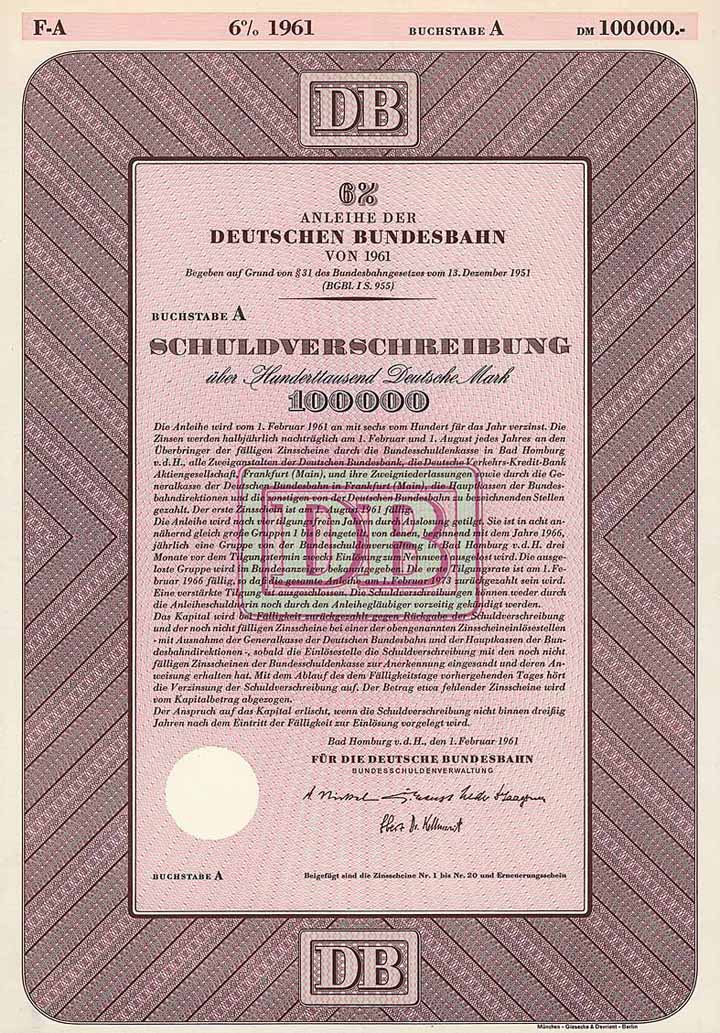 F-A 6% 1961 BUCHSTABE A DM 100000.-
DB
6%
ANLEIHE DER
DEUTSCHEN BUNDESBAHN
VON 1961
Begeben auf Grund von § 31 des Bundesbahngesetzes vom 13. Dezember 1951
(BGBl. I S. 955)
BUCHSTABE A
SCHULDVERSCHREIBUNG
über Hunderttausend Deutsche Mark
100000
Die Anleihe wird vom 1. Februar 1961 an mit sechs vom Hundert für das Jahr verzinst. Die
Zinsen werden halbjährlich nachträglich am 1. Februar und 1. August jedes Jahres an den
Überbringer der fälligen Zinsscheine durch die Bundesschuldenkasse in Bad Homburg
v.d.H., alle Zweiganstalten der Deutschen Bundesbank, die Deutsche Verkehrs-Kredit-Bank
Aktiengesellschaft, Frankfurt (Main), und ihre Zweigniederlassungen sowie durch die Ge-
neralkasse der Deutschen Bundesbahn in Frankfurt (Main), die Hauptkassen der Bundes-
bahndirektionen und die sonstigen von der Deutschen Bundesbahn zu bezeichnenden Stellen
gezahlt. Der erste Zinsschein ist am 1. August 1961 fällig.
Die Anleihe wird nach vier tilgungsfreien Jahren durch Auslosung getilgt. Sie ist in acht an-
nähernd gleich große Gruppen 1 bis 8 eingeteilt, von denen, beginnend mit dem Jahre 1966,
jährlich eine Gruppe von der Bundesschuldenverwaltung in Bad Homburg v.d.H. drei
Monate vor dem Tilgungstermin zwecks Einlösung zum Nennwert ausgelost wird. Die ausge-
loste Gruppe wird im Bundesanzeiger bekanntgegeben. Die erste Tilgungsrate ist am 1. Fe-
bruar 1966 fällig, so daß die gesamte Anleihe am 1. Februar zurückgezahlt sein wird.
Eine verstärkte Tilgung ist ausgeschlossen. Die Schuldverschreibungen können weder durch
die Anleiheschuldnerin noch durch den Anleihegläubiger vorzeitig gekündigt werden.
Das Kapital wird bei Fälligkeit zurückgezahlt gegen Rückgabe der Schuldverschreibung
und der noch nicht fälligen Zinsscheine bei einer der obengenannten Zinsscheineinlösestellen
- mit Ausnahme der Generalkasse der Deutschen Bundesbahn und der Hauptkassen der Bun-
desbahndirektionen -, sobald die Einlösestelle die Schuldverschreibung mit den noch nicht
fälligen Zinsscheinen der Bundesschuldenkasse zur Anerkennung eingesandt und deren An-
weisung erhalten hat. Mit dem Ablauf des dem Fälligkeitstage vorhergehenden Tages hört
die Verzinsung der Schuldverschreibung auf. Der Betrag etwa fehlender Zinsscheine wird
vom Kapitalbetrag abgezogen.
Der Anspruch auf das Kapital erlischt, wenn die Schuldverschreibung nicht binnen dreißig
Jahren nach dem Eintritt der Fälligkeit zur Einlösung vorgelegt wird.
DB
Bad Homburg v.d.H., den 1. Februar 1961
FÜR DIE DEUTSCHE BUNDESBAHN
BUNDESSCHULDENVERWALTUNG
BUCHSTABE A Beigefügt sind die Zinsscheine Nr. 1 bis Nr. 20 und Erneuerungsschein
DB
München - Giesecke & Devrient - Berlin